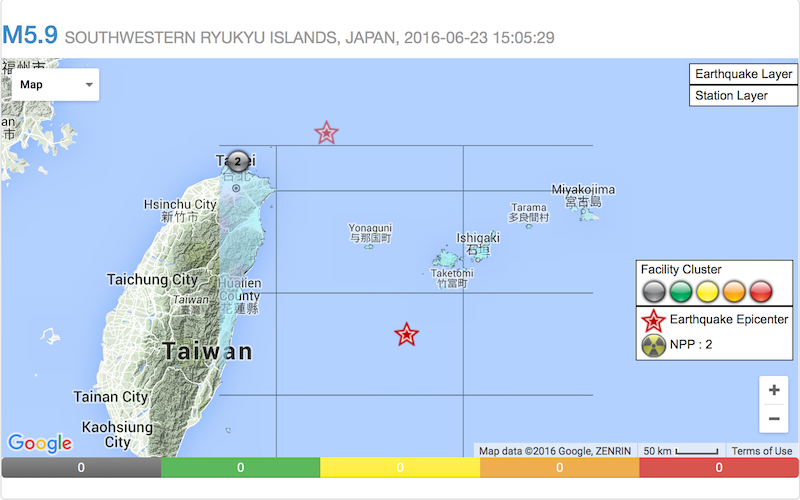 M5.9 SOUTHWESTERN RYUKYU ISLANDS, JAPAN, 2016-06-23 15:05:29
福州市
Map
Earthquake Layer
Station Layer
an
市
2
Hsinchu City
新竹市
Miyakojima
宮古島
Tarama
多良間村
Yonaguni
与那国町
Ishigaki
石垣
Taketomi
竹富町
Taichung City
Taiwan
臺灣
Hualien
County
花蓮縣
Taiwan
Tainan City
Kaohsiung
City
Facility Cluster
Earthquake Epicenter
NPP : 2
+
−
Google
Map data ©2016 Google, ZENRIN 50 km Terms of Use
0 0 0 0 0